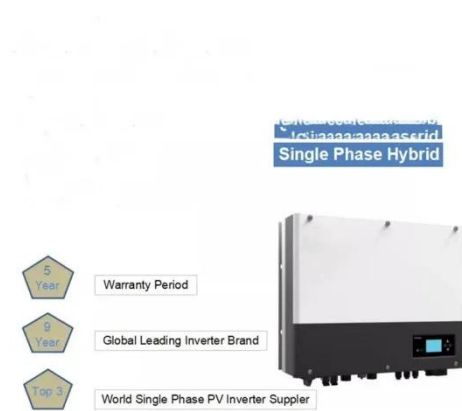 Single Phase Hybrid
5
Year
Warranty Period
9
Year
Global Leading Inverter Brand
Top 3
World Single Phase PV Inverter Suppler